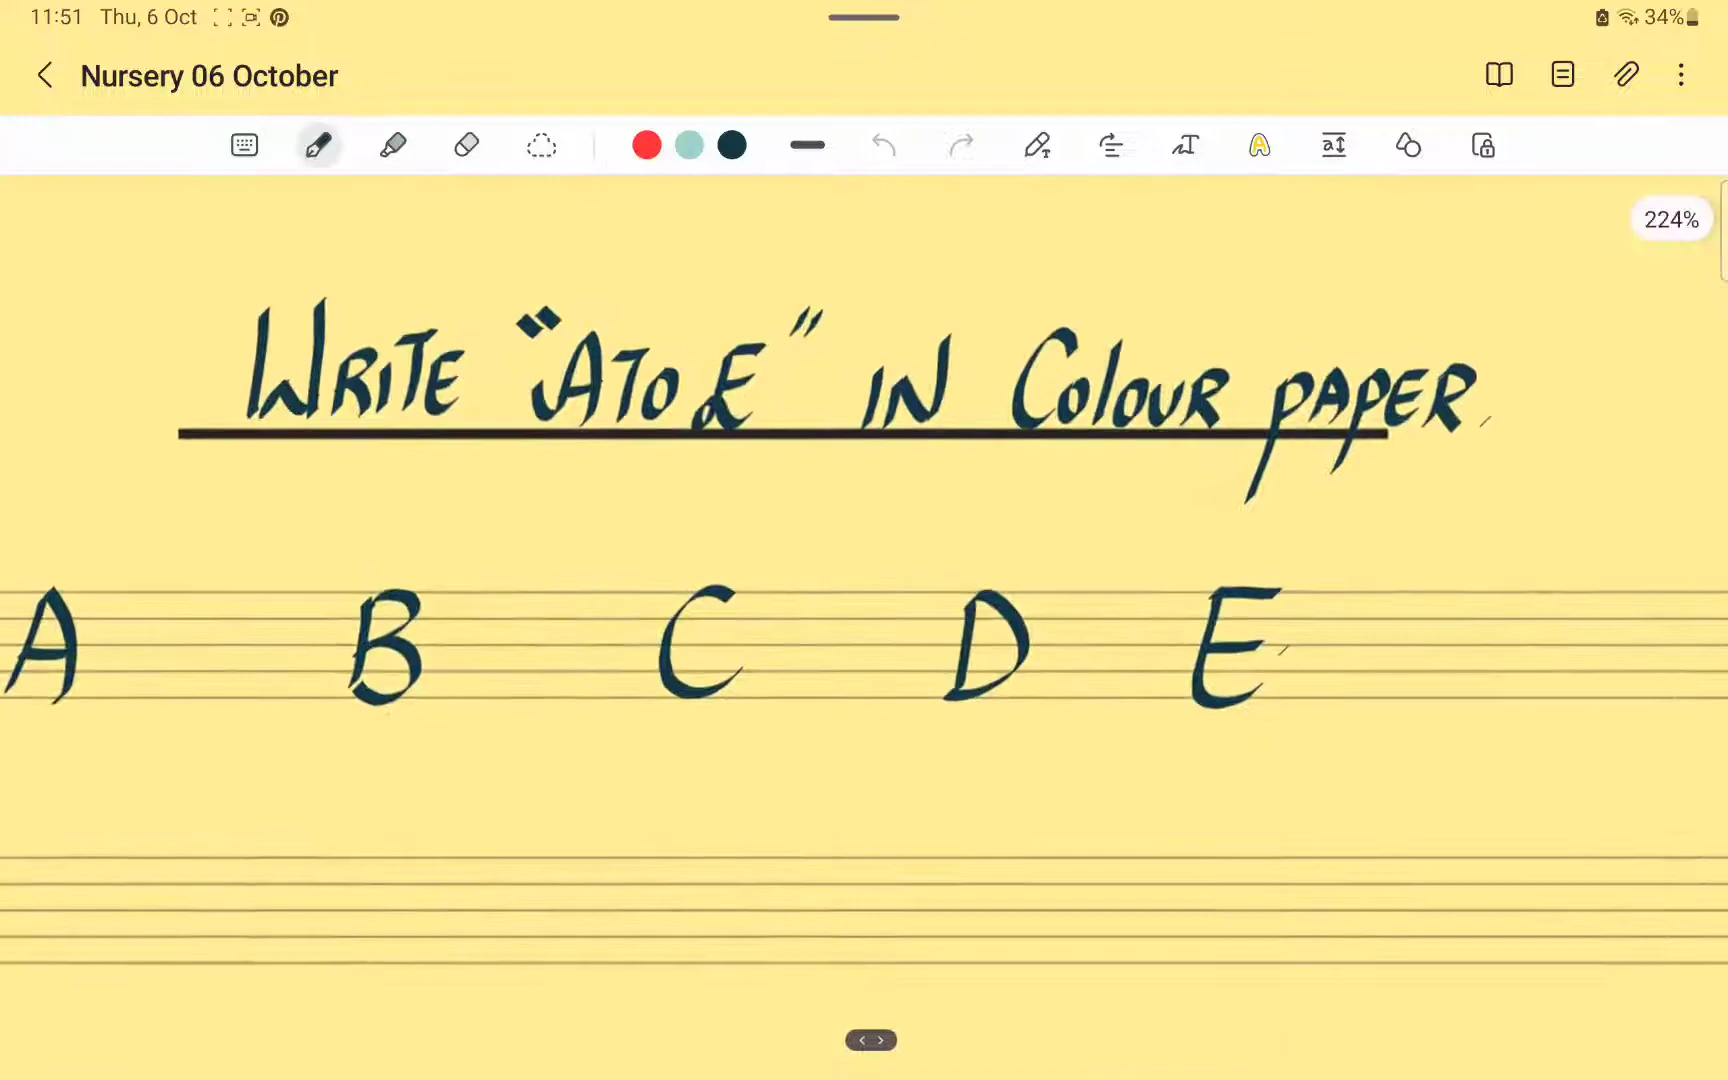 11:51 Thu, 6 Oct
34%
Nursery 06 October
224%
WRITE "A TO E" IN COlOUR PAPER.
A B C D E